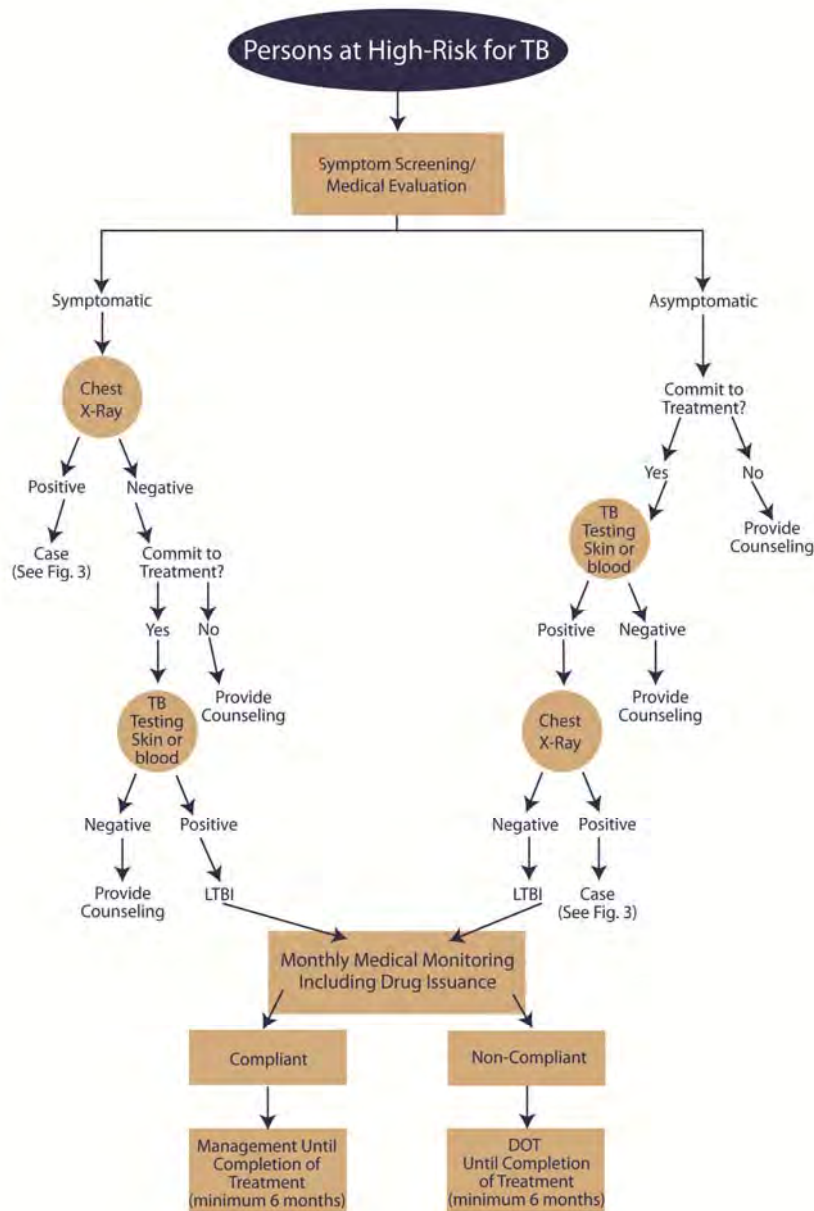 Persons at High-Risk for TB
Symptom Screening/
Medical Evaluation
Symptomatic
Asymptomatic
Chest
X-Ray
Commit to
Treatment?
Positive
Negative
Yes
No
Case
(See Fig. 3)
Commit to
Treatment?
TB
Testing
Skin or
blood
Provide
Counseling
Yes
No
Positive
Negative
TB
Testing
Skin or
blood
Provide
Counseling
Chest
X-Ray
Provide
Counseling
Negative
Positive
Negative
Positive
Provide
Counseling
LTBI
LTBI
Case
(See Fig. 3)
Monthly Medical Monitoring
Including Drug Issuance
Compliant
Non-Compliant
Management Until
Completion of
Treatment
(minimum 6 months)
DOT
Until Completion
of Treatment
(minimum 6 months)